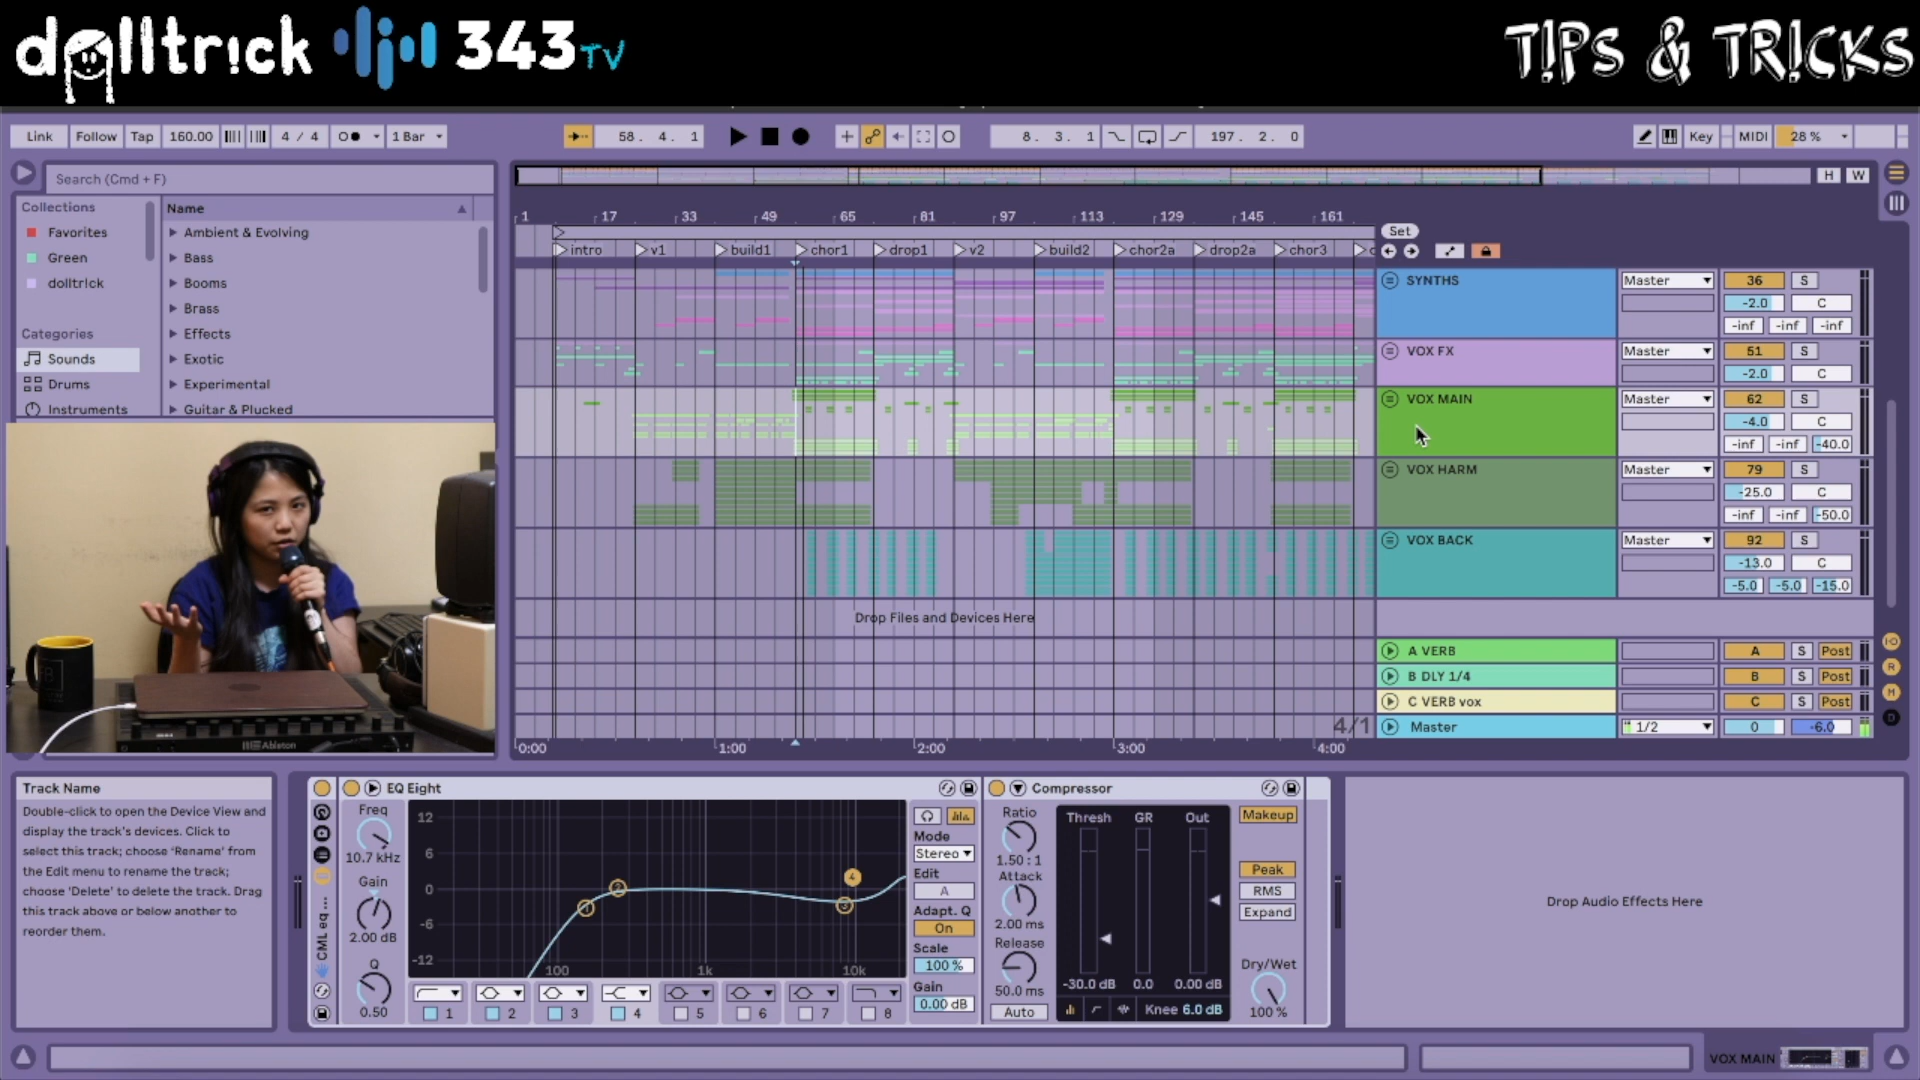 dolltrick 343 TV
T!PS & TR!CKS
Link Follow Tap 160.00 4 / 4 1 Bar 58. 4. 1 8. 3. 1 197. 2. 0 Key MIDI 28 %
Search (Cmd + F)
H W
Collections Name
Favorites
Green
dolltrick
Categories
Sounds
Drums
Instruments
Ambient & Evolving
Bass
Booms
Brass
Effects
Exotic
Experimental
Guitar & Plucked
1 17 33 49 65 81 97 113 129 145 161
Set
intro v1 build1 chor1 drop1 v2 build2 chor2a drop2a chor3 c
SYNTHS Master 36 S
-2.0 C
-inf -inf -inf
VOX FX Master 51 S
-2.0 C
VOX MAIN Master 62 S
-4.0 C
-inf -inf -40.0
VOX HARM Master 79 S
-25.0 C
-inf -inf -50.0
VOX BACK Master 92 S
-13.0 C
-5.0 -5.0 -15.0
Drop Files and Devices Here
A VERB A S Post
B DLY 1/4 B S Post
C VERB vox C S Post
4/1 Master 1/2 0 -6.0
0:00 1:00 2:00 3:00 4:00
Ableton
Track Name
Double-click to open the Device View and
display the track's devices. Click to
select this track; choose 'Rename' from
the Edit menu to rename the track;
choose 'Delete' to delete the track. Drag
this track above or below another to
reorder them.
CML eq ...
EQ Eight
Freq
10.7 kHz
Gain
2.00 dB
Q
0.50
12
6
0
-6
-12
100 1k 10k
1 2 3 4
1 2 3 4 5 6 7 8
Mode
Stereo
Edit
A
Adapt. Q
On
Scale
100 %
Gain
0.00 dB
Compressor
Ratio
1.50 : 1
Attack
2.00 ms
Release
50.0 ms
Auto
Thresh GR Out
-30.0 dB 0.0 0.00 dB
Knee 6.0 dB
Makeup
Peak
RMS
Expand
Dry/Wet
100 %
Drop Audio Effects Here
VOX MAIN